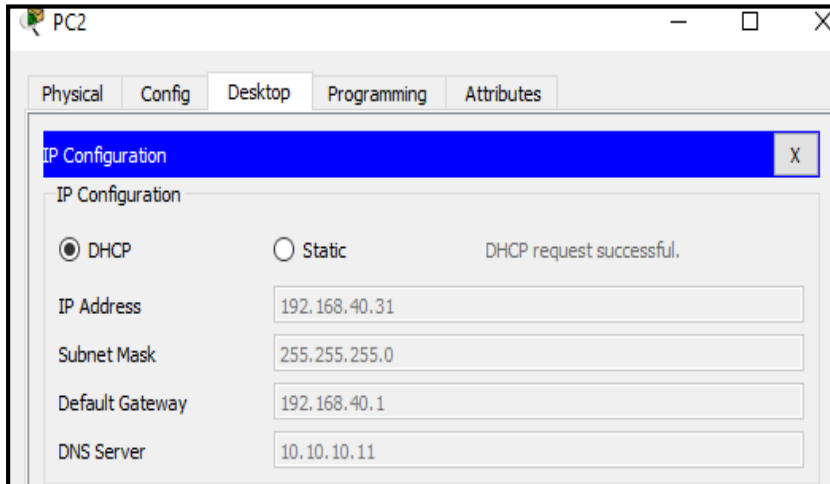 PC2
Physical Config Desktop Programming Attributes
IP Configuration X
IP Configuration
DHCP Static DHCP request successful.
IP Address 192.168.40.31
Subnet Mask 255.255.255.0
Default Gateway 192.168.40.1
DNS Server 10.10.10.11